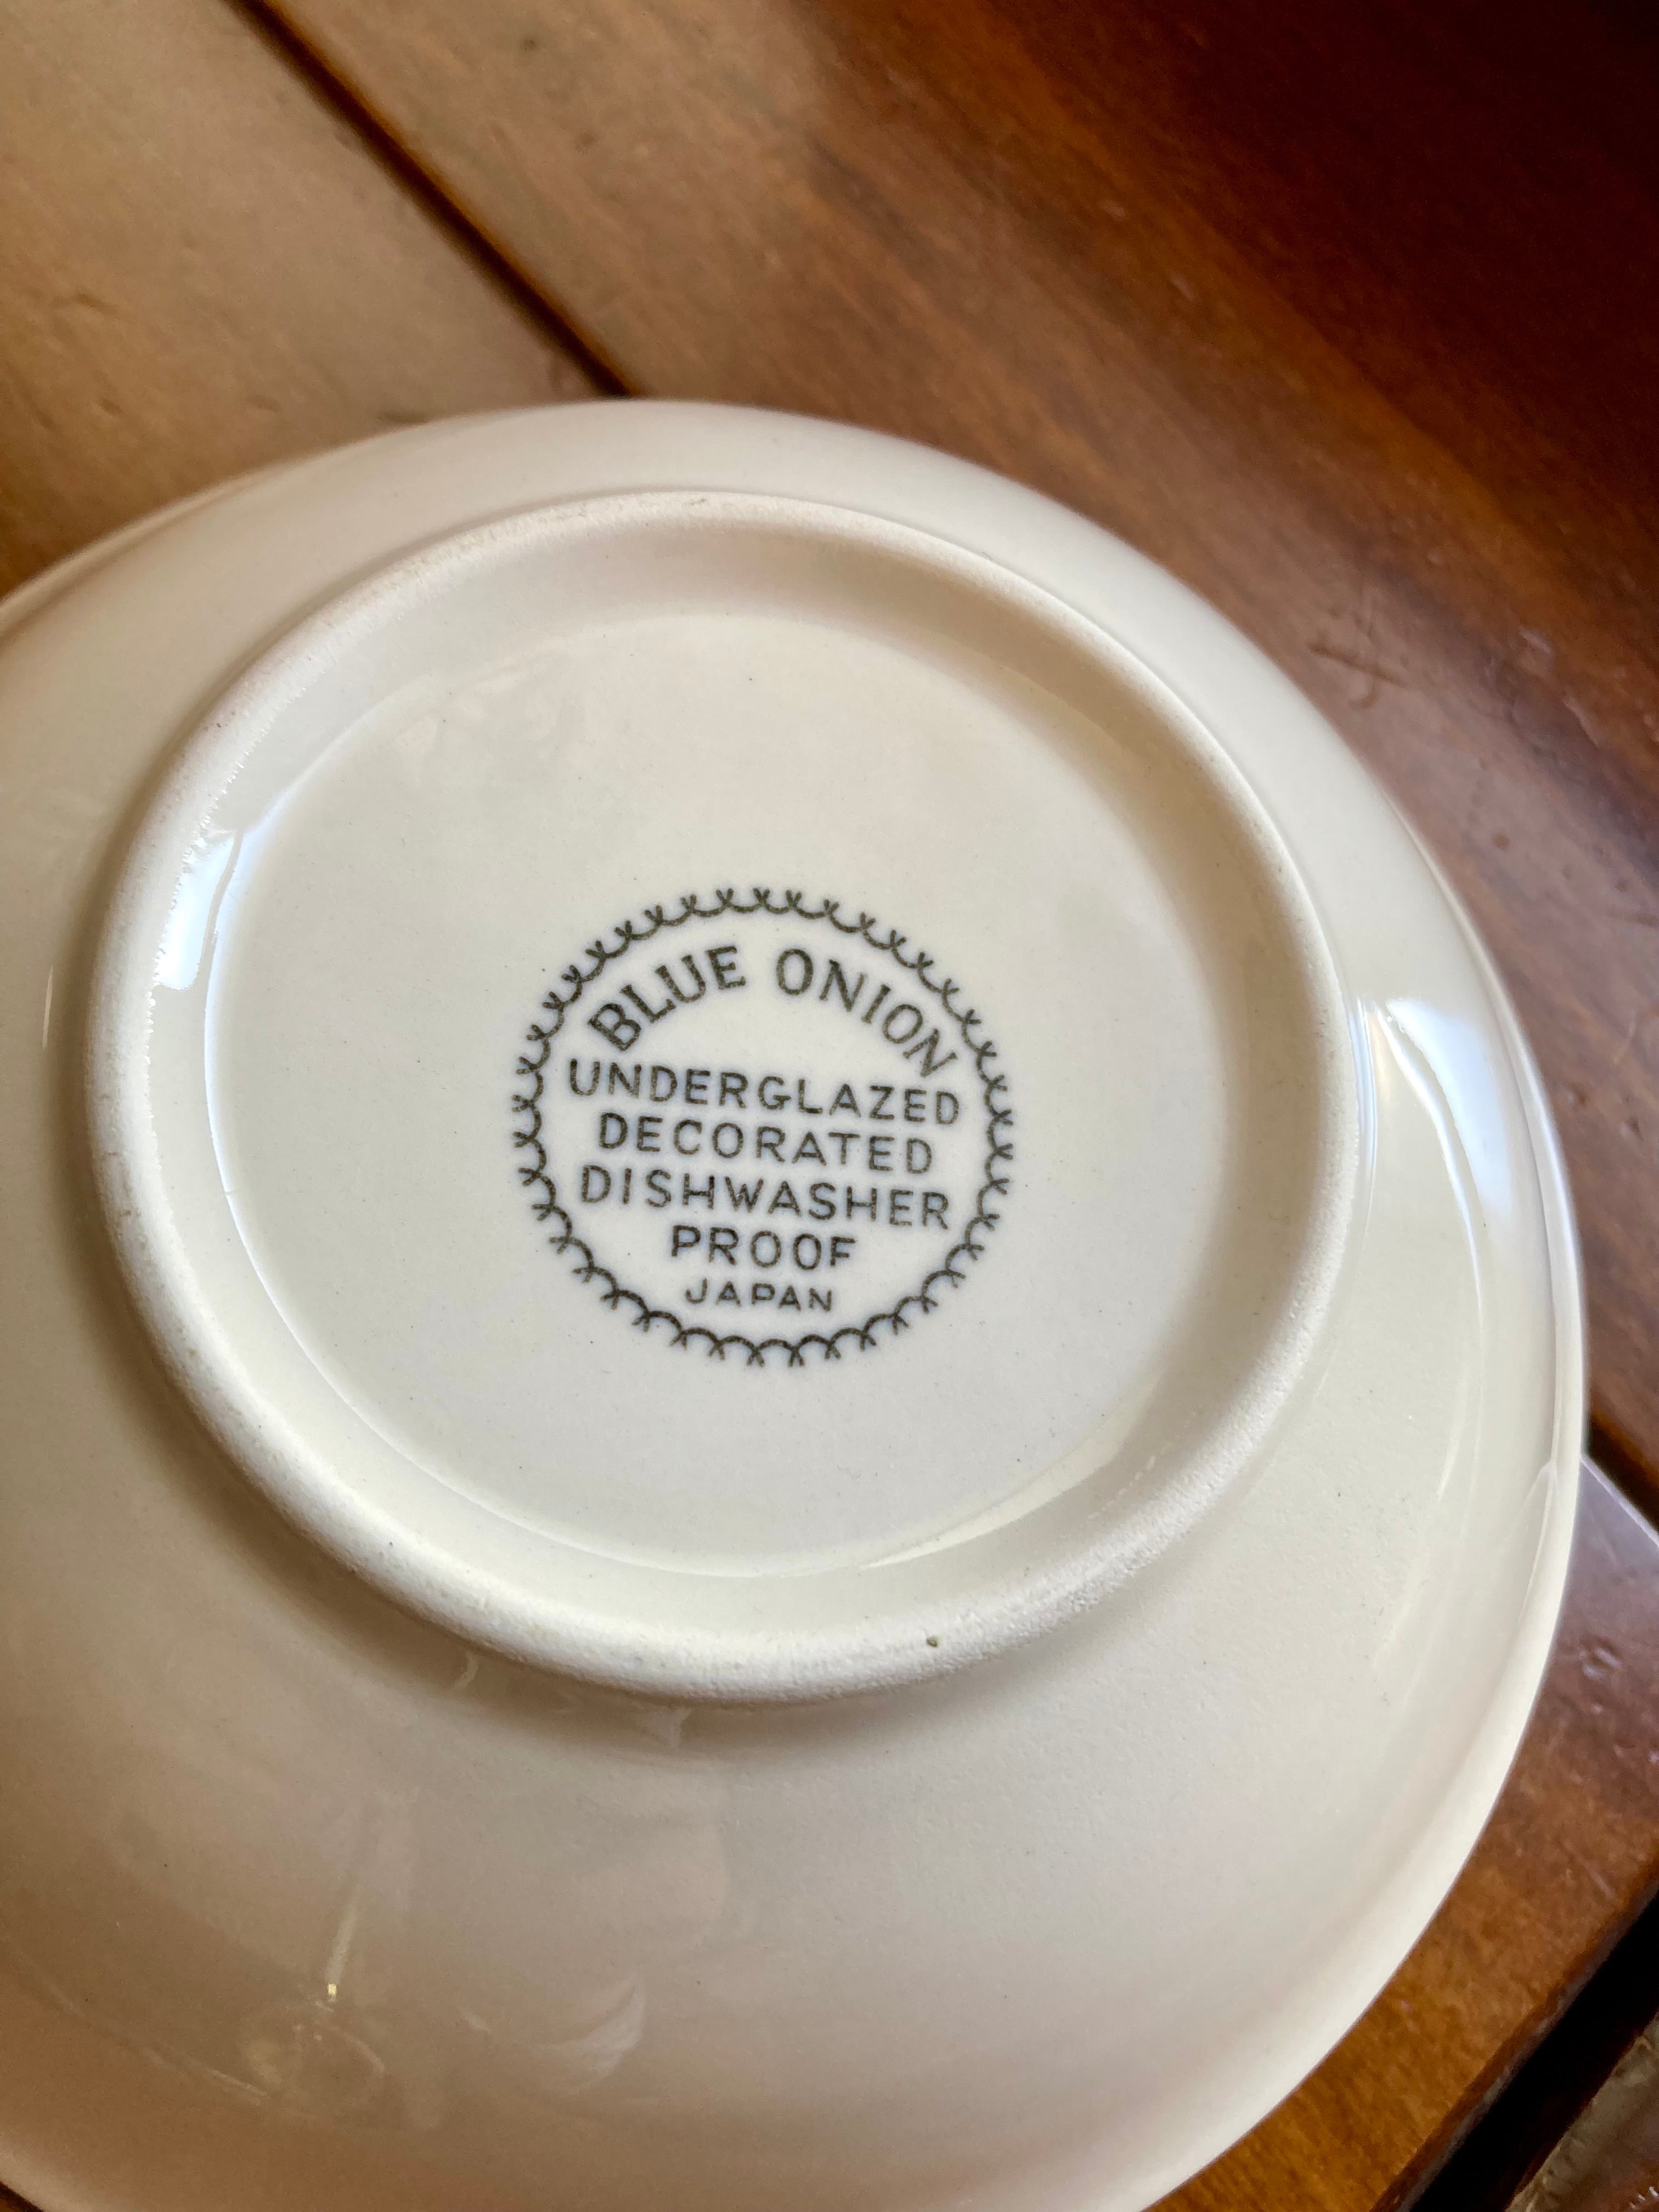 BLUE ONION
UNDERGLAZED
DECORATED
DISHWASHER
PROOF
JAPAN